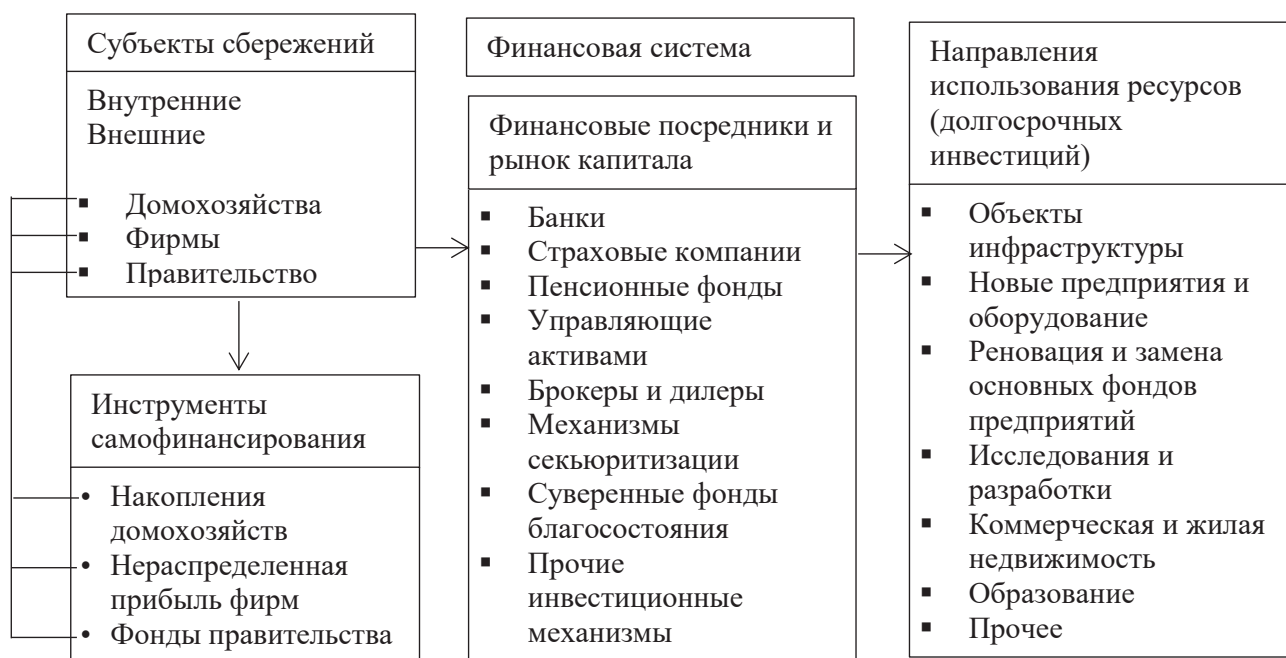 Субъекты сбережений
Внутренние
Внешние
▪ Домохозяйства
▪ Фирмы
▪ Правительство
Инструменты
самофинансирования
• Накопления
домохозяйств
• Нераспределенная
прибыль фирм
• Фонды правительства
Финансовая система
Финансовые посредники и
рынок капитала
▪ Банки
▪ Страховые компании
▪ Пенсионные фонды
▪ Управляющие
активами
▪ Брокеры и дилеры
▪ Механизмы
секьюритизации
▪ Суверенные фонды
благосостояния
▪ Прочие
инвестиционные
механизмы
Направления
использования ресурсов
(долгосрочных
инвестиций)
▪ Объекты
инфраструктуры
▪ Новые предприятия и
оборудование
▪ Реновация и замена
основных фондов
предприятий
▪ Исследования и
разработки
▪ Коммерческая и жилая
недвижимость
▪ Образование
▪ Прочее